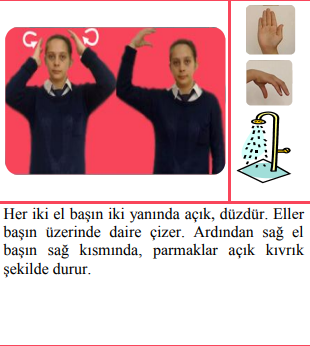 Her iki el başın iki yanında açık, düzdür. Eller
başın üzerinde daire çizer. Ardından sağ el
başın sağ kısmında, parmaklar açık kıvrık
şekilde durur.